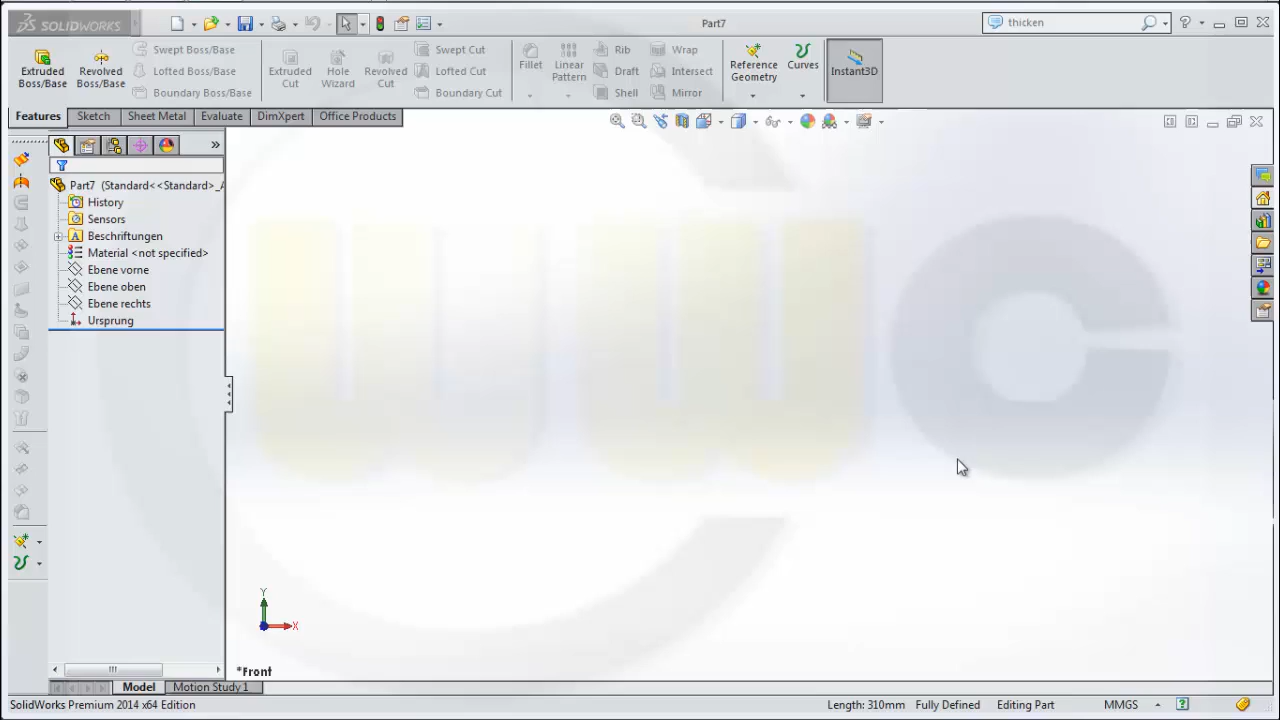 SOLIDWORKS
Part7
thicken
Extruded Boss/Base
Revolved Boss/Base
Swept Boss/Base
Lofted Boss/Base
Boundary Boss/Base
Extruded Cut
Hole Wizard
Revolved Cut
Swept Cut
Lofted Cut
Boundary Cut
Fillet
Linear Pattern
Rib
Draft
Shell
Wrap
Intersect
Mirror
Reference Geometry
Curves
Instant3D
Features Sketch Sheet Metal Evaluate DimXpert Office Products
Part7 (Standard<<Standard>_A
History
Sensors
Beschriftungen
Material <not specified>
Ebene vorne
Ebene oben
Ebene rechts
Ursprung
wwc
Y
X
*Front
Model Motion Study 1
SolidWorks Premium 2014 x64 Edition Length: 310mm Fully Defined Editing Part MMGS